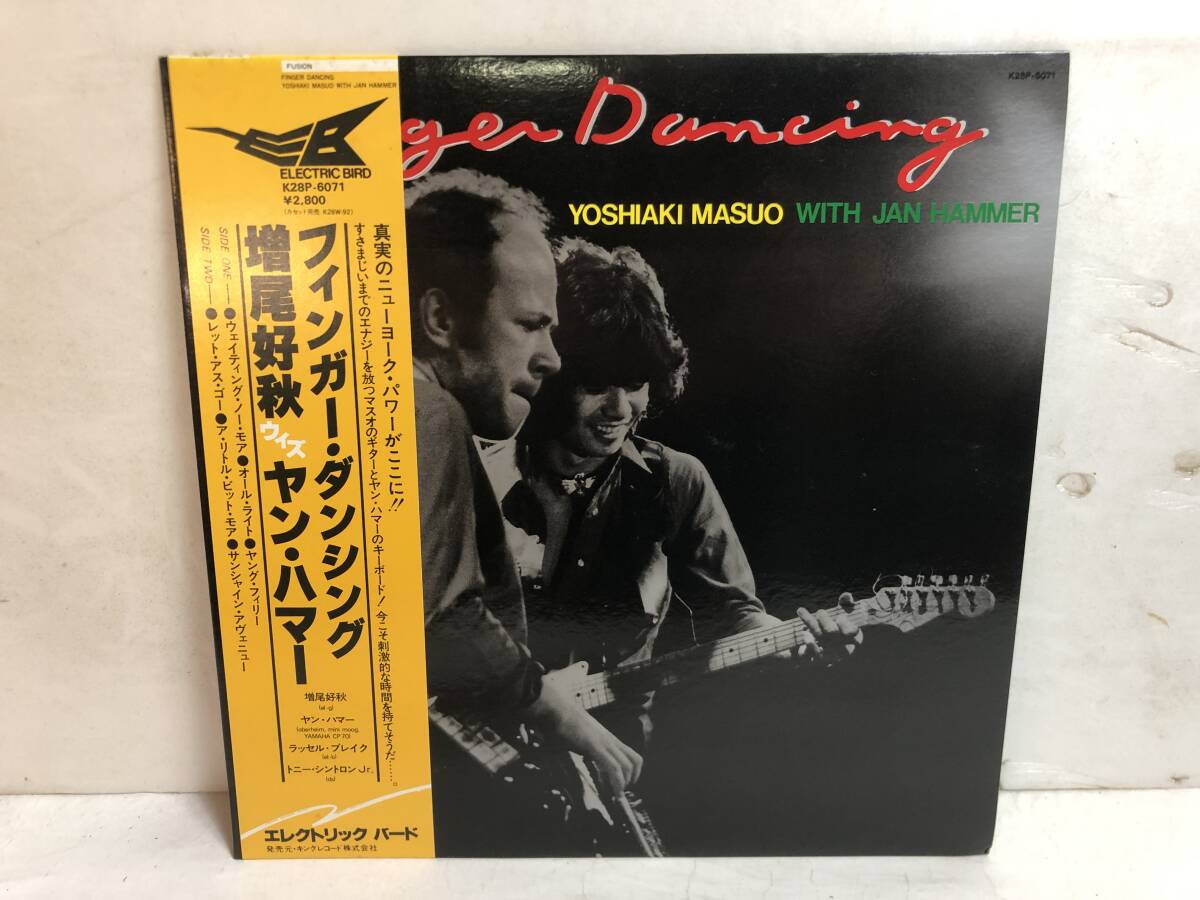 FUSION
FINGER DANCING
YOSHIAKI MASUO WITH JAN HAMMER
EB
ELECTRIC BIRD
K28P-6071
¥2,800
(カセット発売 K28W-92)
真実のニューヨーク・パワーがここに!!
すさまじいまでのエナジーを放つマスオのギターとヤン・ハマーのキーボード!今こそ刺激的な時間を持てそうだ……。
フィンガー・ダンシング
増尾好秋 ウィズ ヤン・ハマー
SIDE ONE──●ウェイティング・ノー・モア●オール・ライト●ヤング・フィリー
SIDE TWO──●レット・アス・ゴー●ア・リトル・ビット・モア●サンシャイン・アヴェニュー
増尾好秋
(el-g)
ヤン・ハマー
(oberheim, mini moog,
YAMAHA CP 70)
ラッセル・ブレイク
(el-b)
トニー・シントロン Jr.
(ds)
エレクトリック バード
発売元・キングレコード株式会社
K28P-6071
ger Dancing
YOSHIAKI MASUO WITH JAN HAMMER